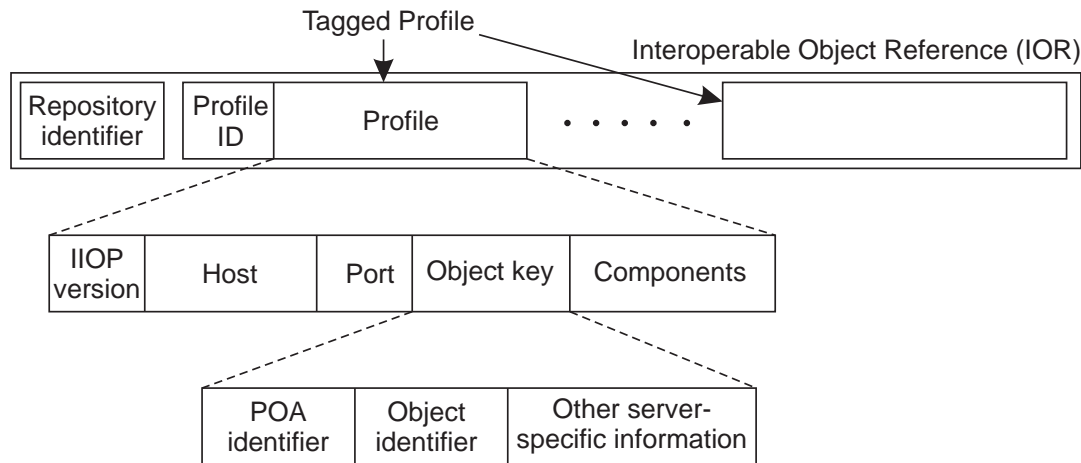 Tagged Profile
Interoperable Object Reference (IOR)
Repository
identifier
Profile
ID
Profile
IIOP
version
Host
Port
Object key
Components
POA
identifier
Object
identifier
Other server-
specific information